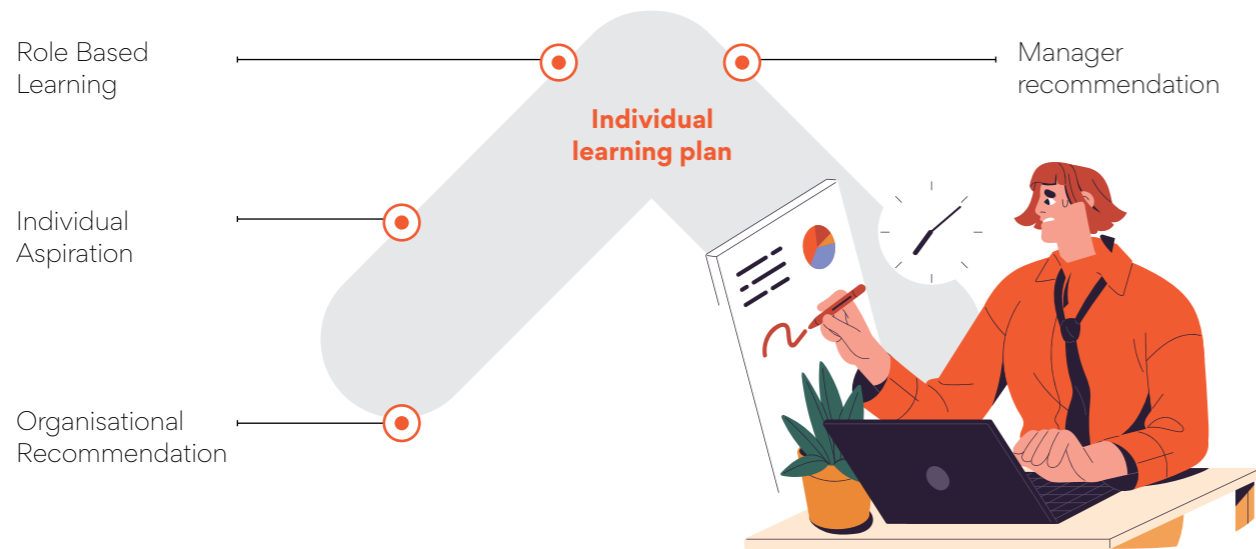 Role Based
Learning
Manager
recommendation
Individual
learning plan
Individual
Aspiration
Organisational
Recommendation